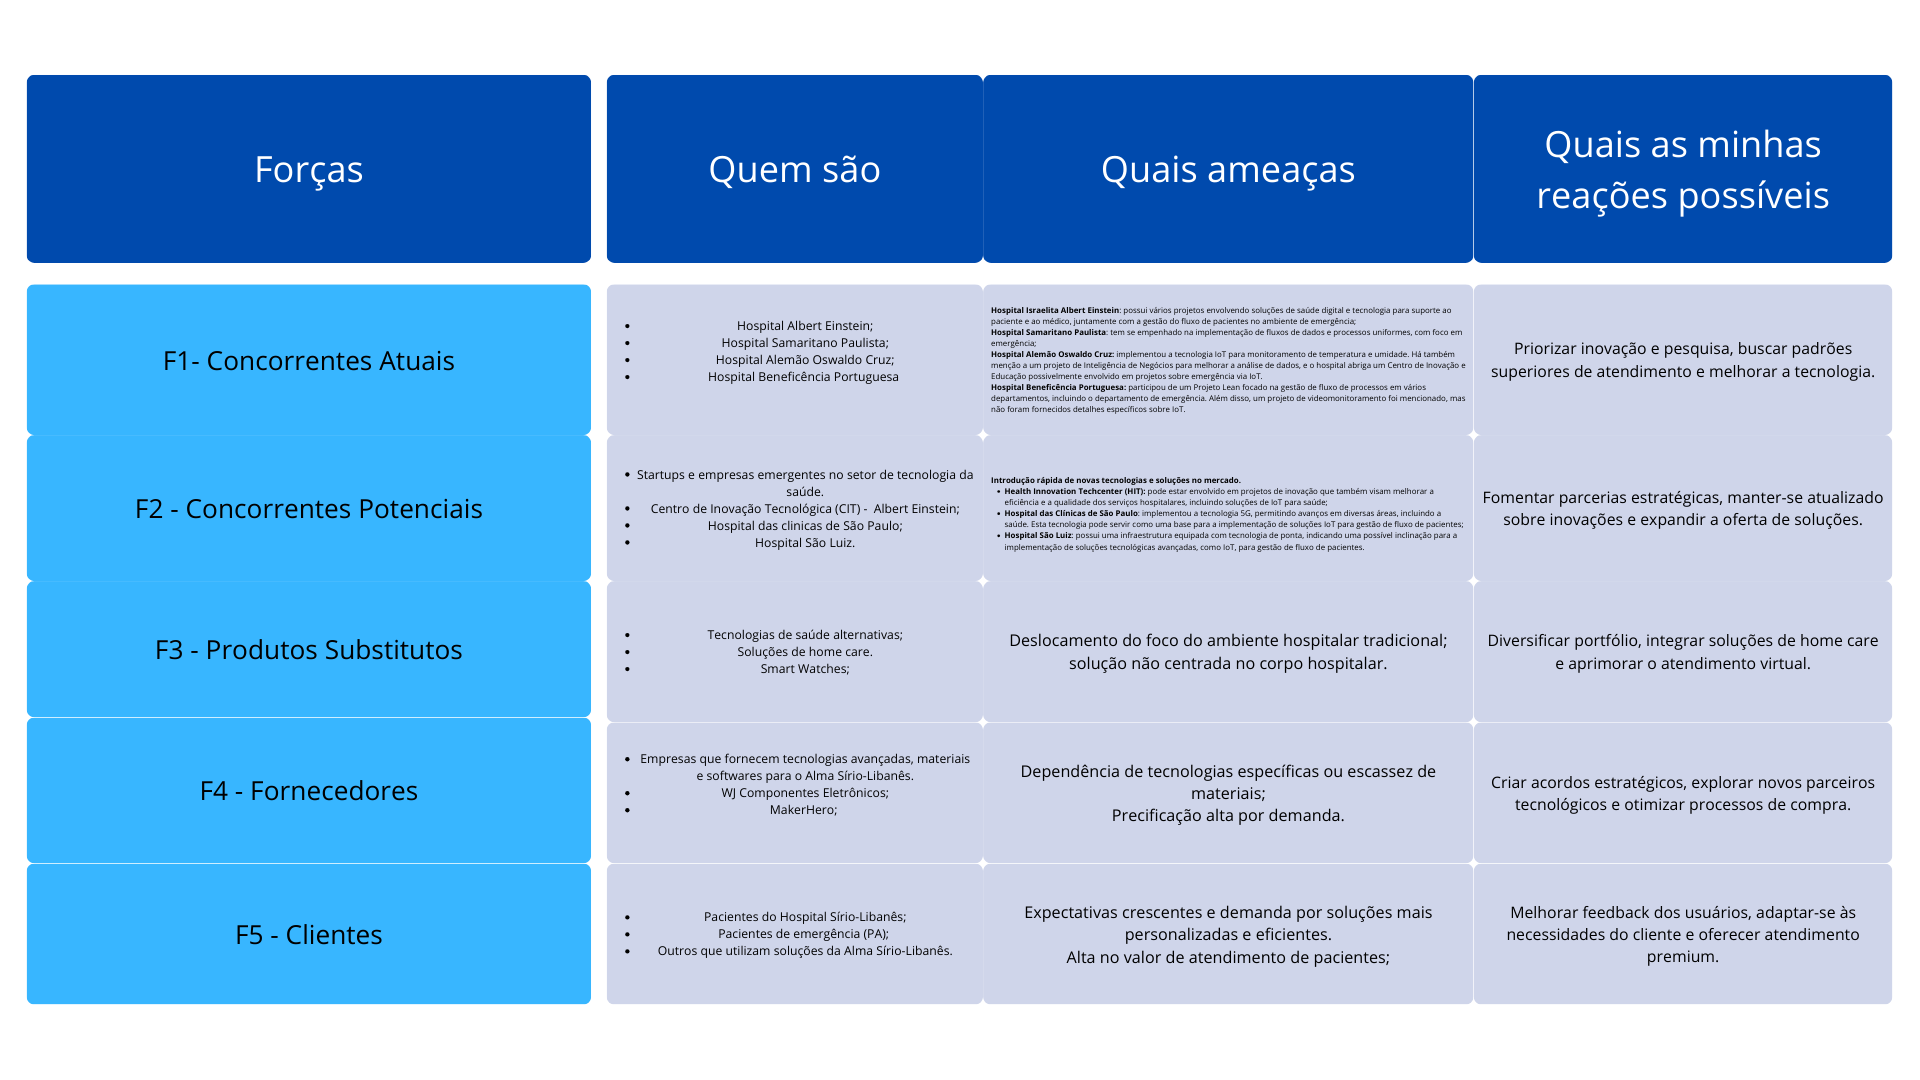 Forças
Quem são
Quais ameaças
Quais as minhas
reações possíveis
F1- Concorrentes Atuais
• Hospital Albert Einstein;
• Hospital Samaritano Paulista;
• Hospital Alemão Oswaldo Cruz;
• Hospital Beneficência Portuguesa
Hospital Israelita Albert Einstein: possui vários projetos envolvendo soluções de saúde digital e tecnologia para suporte ao
paciente e ao médico, juntamente com a gestão do fluxo de pacientes no ambiente de emergência;
Hospital Samaritano Paulista: tem se empenhado na implementação de fluxos de dados e processos uniformes, com foco em
emergência;
Hospital Alemão Oswaldo Cruz: implementou a tecnologia IoT para monitoramento de temperatura e umidade. Há também
menção a um projeto de Inteligência de Negócios para melhorar a análise de dados, e o hospital abriga um Centro de Inovação e
Educação possivelmente envolvido em projetos sobre emergência via IoT.
Hospital Beneficência Portuguesa: participou de um Projeto Lean focado na gestão de fluxo de processos em vários
departamentos, incluindo o departamento de emergência. Além disso, um projeto de videomonitoramento foi mencionado, mas
não foram fornecidos detalhes específicos sobre IoT.
Priorizar inovação e pesquisa, buscar padrões
superiores de atendimento e melhorar a tecnologia.
F2 - Concorrentes Potenciais
• Startups e empresas emergentes no setor de tecnologia da
saúde.
• Centro de Inovação Tecnológica (CIT) - Albert Einstein;
• Hospital das clinicas de São Paulo;
• Hospital São Luiz.
Introdução rápida de novas tecnologias e soluções no mercado.
• Health Innovation Techcenter (HIT): pode estar envolvido em projetos de inovação que também visam melhorar a
eficiência e a qualidade dos serviços hospitalares, incluindo soluções de IoT para saúde;
• Hospital das Clínicas de São Paulo: implementou a tecnologia 5G, permitindo avanços em diversas áreas, incluindo a
saúde. Esta tecnologia pode servir como uma base para a implementação de soluções IoT para gestão de fluxo de pacientes;
• Hospital São Luiz: possui uma infraestrutura equipada com tecnologia de ponta, indicando uma possível inclinação para a
implementação de soluções tecnológicas avançadas, como IoT, para gestão de fluxo de pacientes.
Fomentar parcerias estratégicas, manter-se atualizado
sobre inovações e expandir a oferta de soluções.
F3 - Produtos Substitutos
• Tecnologias de saúde alternativas;
• Soluções de home care.
• Smart Watches;
Deslocamento do foco do ambiente hospitalar tradicional;
solução não centrada no corpo hospitalar.
Diversificar portfólio, integrar soluções de home care
e aprimorar o atendimento virtual.
F4 - Fornecedores
• Empresas que fornecem tecnologias avançadas, materiais
e softwares para o Alma Sírio-Libanês.
• WJ Componentes Eletrônicos;
• MakerHero;
Dependência de tecnologias específicas ou escassez de
materiais;
Precificação alta por demanda.
Criar acordos estratégicos, explorar novos parceiros
tecnológicos e otimizar processos de compra.
F5 - Clientes
• Pacientes do Hospital Sírio-Libanês;
• Pacientes de emergência (PA);
• Outros que utilizam soluções da Alma Sírio-Libanês.
Expectativas crescentes e demanda por soluções mais
personalizadas e eficientes.
Alta no valor de atendimento de pacientes;
Melhorar feedback dos usuários, adaptar-se às
necessidades do cliente e oferecer atendimento
premium.